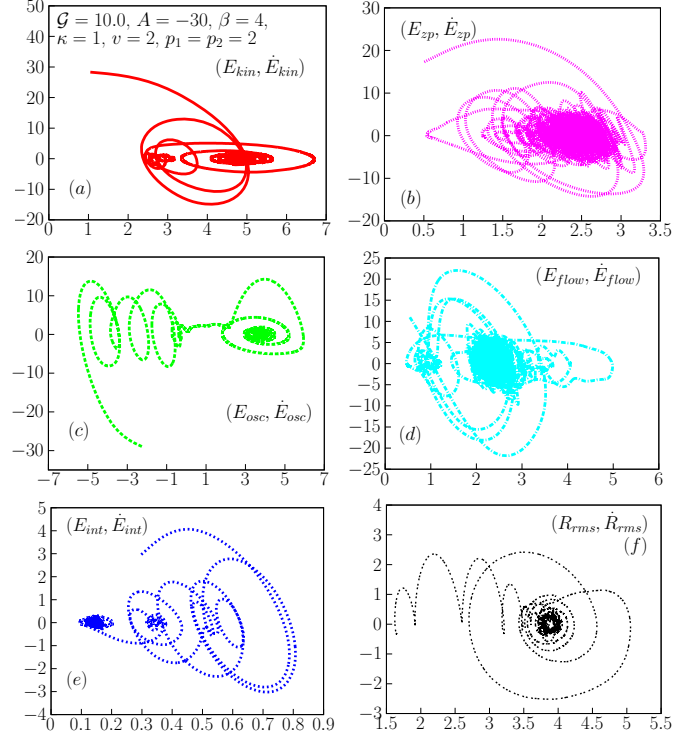 𝒢 = 10.0, A = −30, β = 4,
κ = 1, v = 2, p₁ = p₂ = 2
(E_kin, Ė_kin)
(a)
50
40
30
20
10
0
−10
−20
0 1 2 3 4 5 6 7
(E_zp, Ė_zp)
(b)
30
20
10
0
−10
−20
0 0.5 1 1.5 2 2.5 3 3.5
(E_osc, Ė_osc)
(c)
20
10
0
−10
−20
−30
−7 −5 −3 −1 1 3 5 7
(E_flow, Ė_flow)
(d)
25
20
15
10
5
0
−5
−10
−15
−20
−25
0 1 2 3 4 5 6
(E_int, Ė_int)
(e)
5
4
3
2
1
0
−1
−2
−3
−4
0 0.1 0.2 0.3 0.4 0.5 0.6 0.7 0.8 0.9
(R_rms, Ṙ_rms)
(f)
4
3
2
1
0
−1
−2
−3
1.5 2 2.5 3 3.5 4 4.5 5 5.5